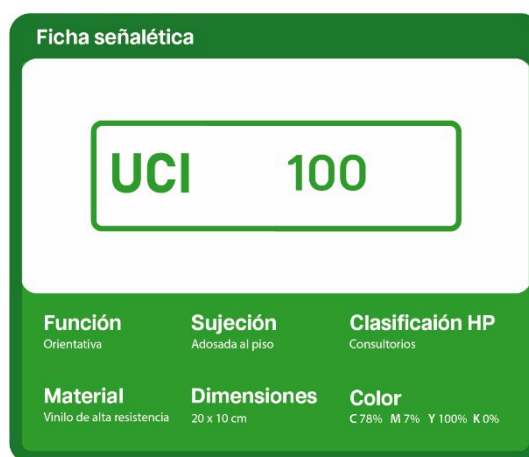 Ficha señalética
UCI 100
Función Sujeción Clasificaión HP
Orientativa Adosada al piso Consultorios
Material Dimensiones Color
Vinilo de alta resistencia 20 x 10 cm C 78% M 7% Y 100% K 0%